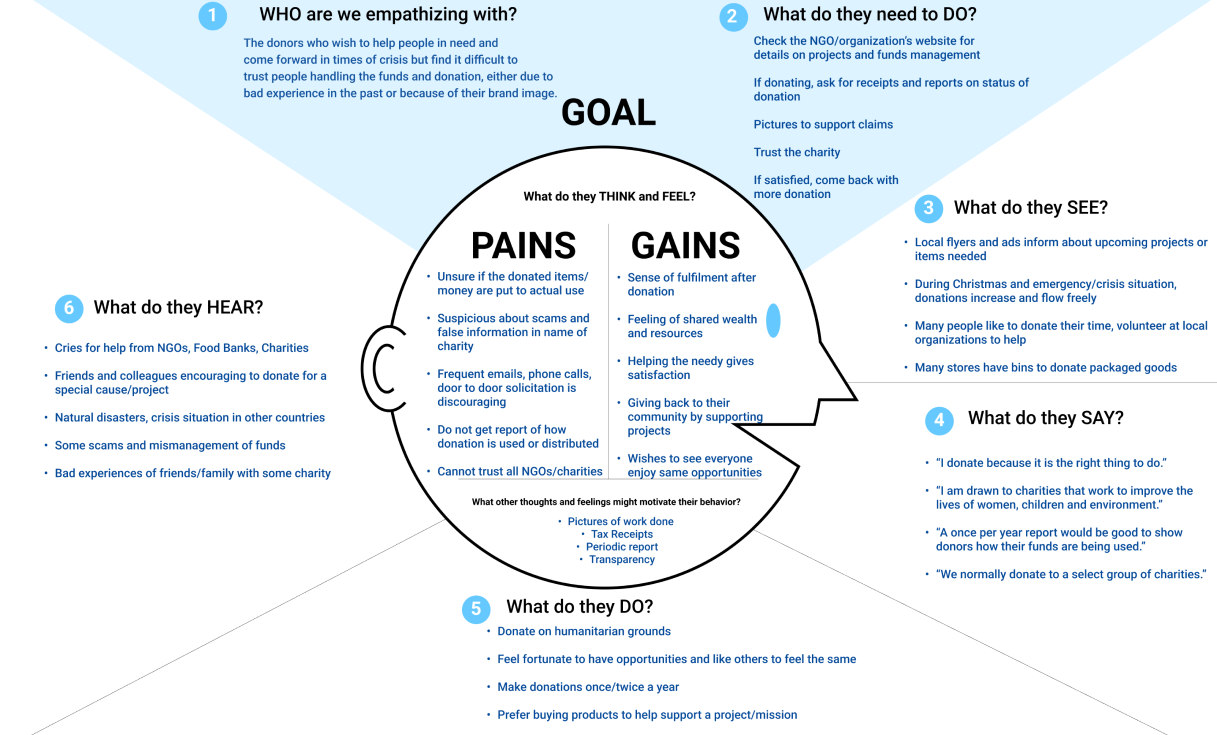 1
WHO are we empathizing with?
The donors who wish to help people in need and
come forward in times of crisis but find it difficult to
trust people handling the funds and donation, either due to
bad experience in the past or because of their brand image.
2
What do they need to DO?
Check the NGO/organization's website for
details on projects and funds management
If donating, ask for receipts and reports on status of
donation
Pictures to support claims
Trust the charity
If satisfied, come back with
more donation
GOAL
What do they THINK and FEEL?
PAINS
• Unsure if the donated items/
money are put to actual use
• Suspicious about scams and
false information in name of
charity
• Frequent emails, phone calls,
door to door solicitation is
discouraging
• Do not get report of how
donation is used or distributed
• Cannot trust all NGOs/charities
GAINS
• Sense of fulfilment after
donation
• Feeling of shared wealth
and resources
• Helping the needy gives
satisfaction
• Giving back to their
community by supporting
projects
• Wishes to see everyone
enjoy same opportunities
What other thoughts and feelings might motivate their behavior?
• Pictures of work done
• Tax Receipts
• Periodic report
• Transparency
3
What do they SEE?
• Local flyers and ads inform about upcoming projects or
items needed
• During Christmas and emergency/crisis situation,
donations increase and flow freely
• Many people like to donate their time, volunteer at local
organizations to help
• Many stores have bins to donate packaged goods
4
What do they SAY?
• “I donate because it is the right thing to do.”
• “I am drawn to charities that work to improve the
lives of women, children and environment.”
• “A once per year report would be good to show
donors how their funds are being used.”
• “We normally donate to a select group of charities.”
5
What do they DO?
• Donate on humanitarian grounds
• Feel fortunate to have opportunities and like others to feel the same
• Make donations once/twice a year
• Prefer buying products to help support a project/mission
6
What do they HEAR?
• Cries for help from NGOs, Food Banks, Charities
• Friends and colleagues encouraging to donate for a
special cause/project
• Natural disasters, crisis situation in other countries
• Some scams and mismanagement of funds
• Bad experiences of friends/family with some charity